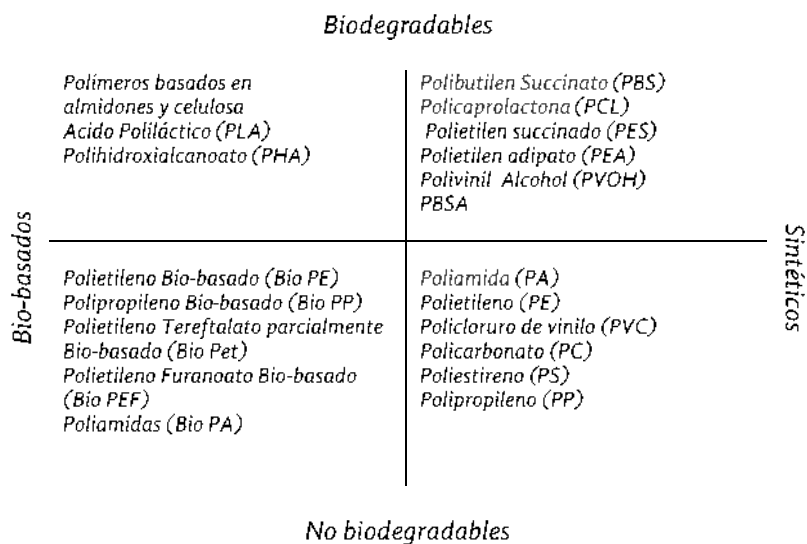 Biodegradables
Polímeros basados en
almidones y celulosa
Acido Poliláctico (PLA)
Polihidroxialcanoato (PHA)
Polibutilen Succinato (PBS)
Policaprolactona (PCL)
Polietilen succinado (PES)
Polietilen adipato (PEA)
Polivinil Alcohol (PVOH)
PBSA
Bio-basados
Sintéticos
Polietileno Bio-basado (Bio PE)
Polipropileno Bio-basado (Bio PP)
Polietileno Tereftalato parcialmente
Bio-basado (Bio Pet)
Polietileno Furanoato Bio-basado
(Bio PEF)
Poliamidas (Bio PA)
Poliamida (PA)
Polietileno (PE)
Policloruro de vinilo (PVC)
Policarbonato (PC)
Poliestireno (PS)
Polipropileno (PP)
No biodegradables